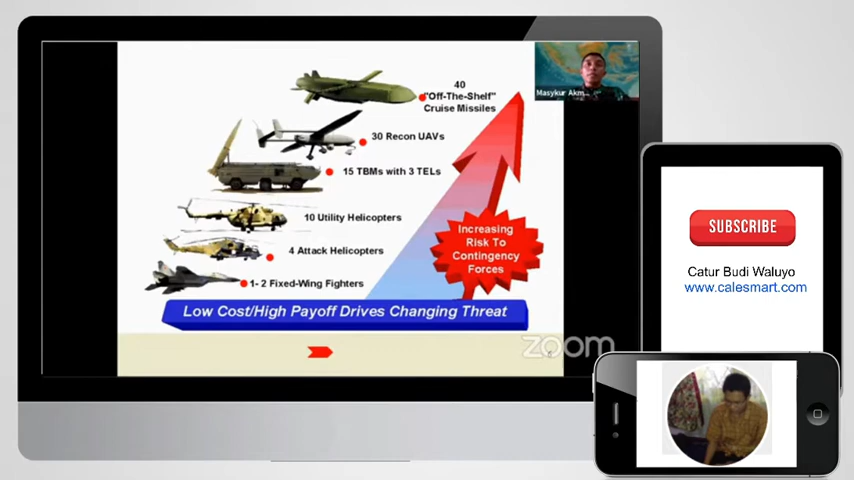 40
"Off-The-Shelf"
Cruise Missiles
Masykur Akm...
30 Recon UAVs
15 TBMs with 3 TELs
10 Utility Helicopters
4 Attack Helicopters
1- 2 Fixed-Wing Fighters
Increasing
Risk To
Contingency
Forces
Low Cost/High Payoff Drives Changing Threat
zoom
SUBSCRIBE
Catur Budi Waluyo
www.calesmart.com